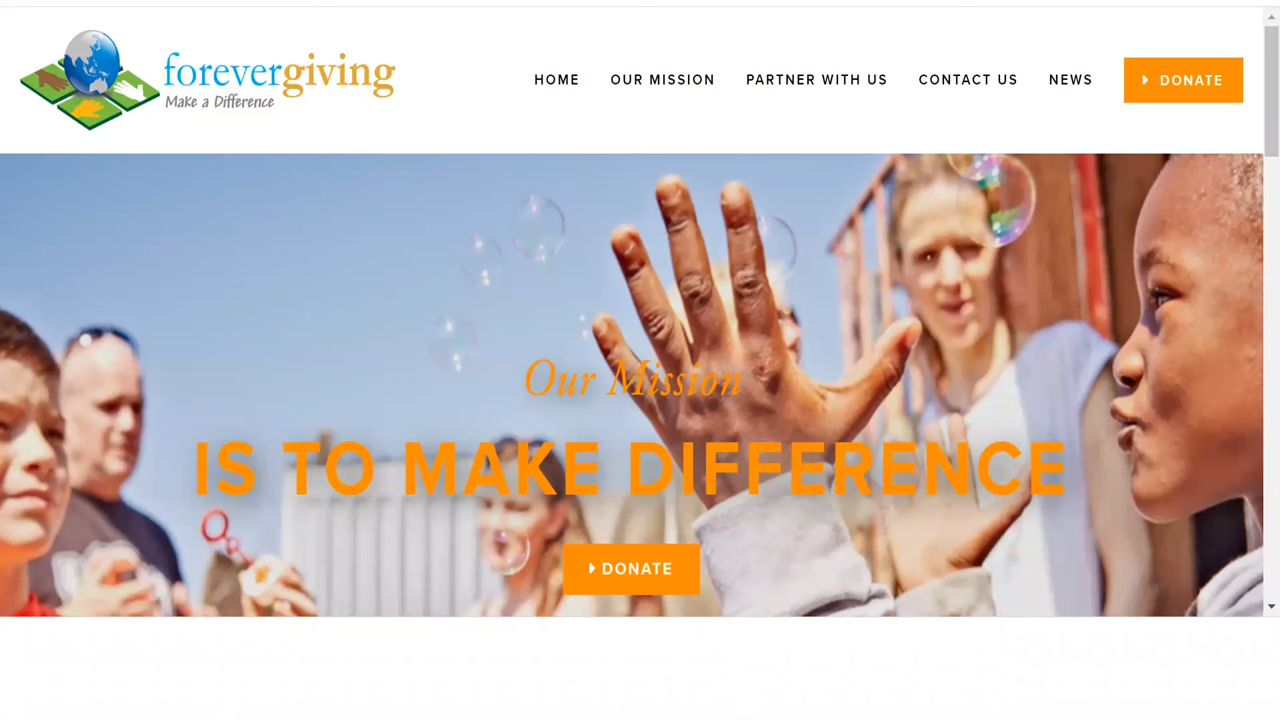 forevergiving
Make a Difference
HOME OUR MISSION PARTNER WITH US CONTACT US NEWS DONATE
Our Mission
IS TO MAKE DIFFERENCE
DONATE